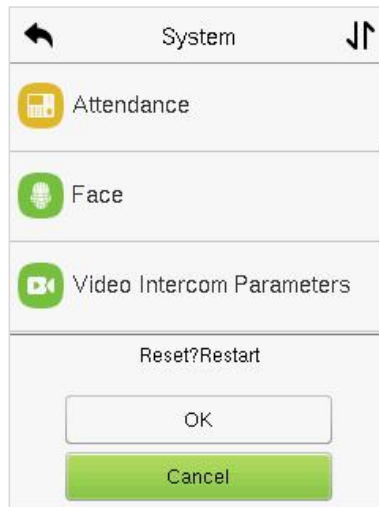 System
Attendance
Face
Video Intercom Parameters
Reset?Restart
OK
Cancel